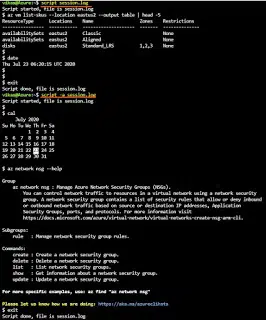 vikas@Azure:~$ script session.log
Script started, file is session.log
$ az vm list-skus --location eastus2 --output table | head -5
ResourceType Locations Name Zones Restrictions
availabilitySets eastus2 Classic None
availabilitySets eastus2 Aligned None
disks eastus2 Standard_LRS 1,2,3 None
$
$ date
Thu Jul 23 06:20:15 UTC 2020
$
$
$ exit
Script done, file is session.log
vikas@Azure:~$ script -a session.log
Script started, file is session.log
$
$ cal
July 2020
Su Mo Tu We Th Fr Sa
1 2 3 4
5 6 7 8 9 10 11
12 13 14 15 16 17 18
19 20 21 22 23 24 25
26 27 28 29 30 31
$ az network nsg --help
Group
az network nsg : Manage Azure Network Security Groups (NSGs).
You can control network traffic to resources in a virtual network using a network security
group. A network security group contains a list of security rules that allow or deny inbound
or outbound network traffic based on source or destination IP addresses, Application
Security Groups, ports, and protocols. For more information visit
https://docs.microsoft.com/azure/virtual-network/virtual-networks-create-nsg-arm-cli.
Subgroups:
rule : Manage network security group rules.
Commands:
create : Create a network security group.
delete : Delete a network security group.
list : List network security groups.
show : Get information about a network security group.
update : Update a network security group.
For more specific examples, use: az find "az network nsg"
Please let us know how we are doing: https://aka.ms/azureclihats
$ exit
Script done, file is session.log